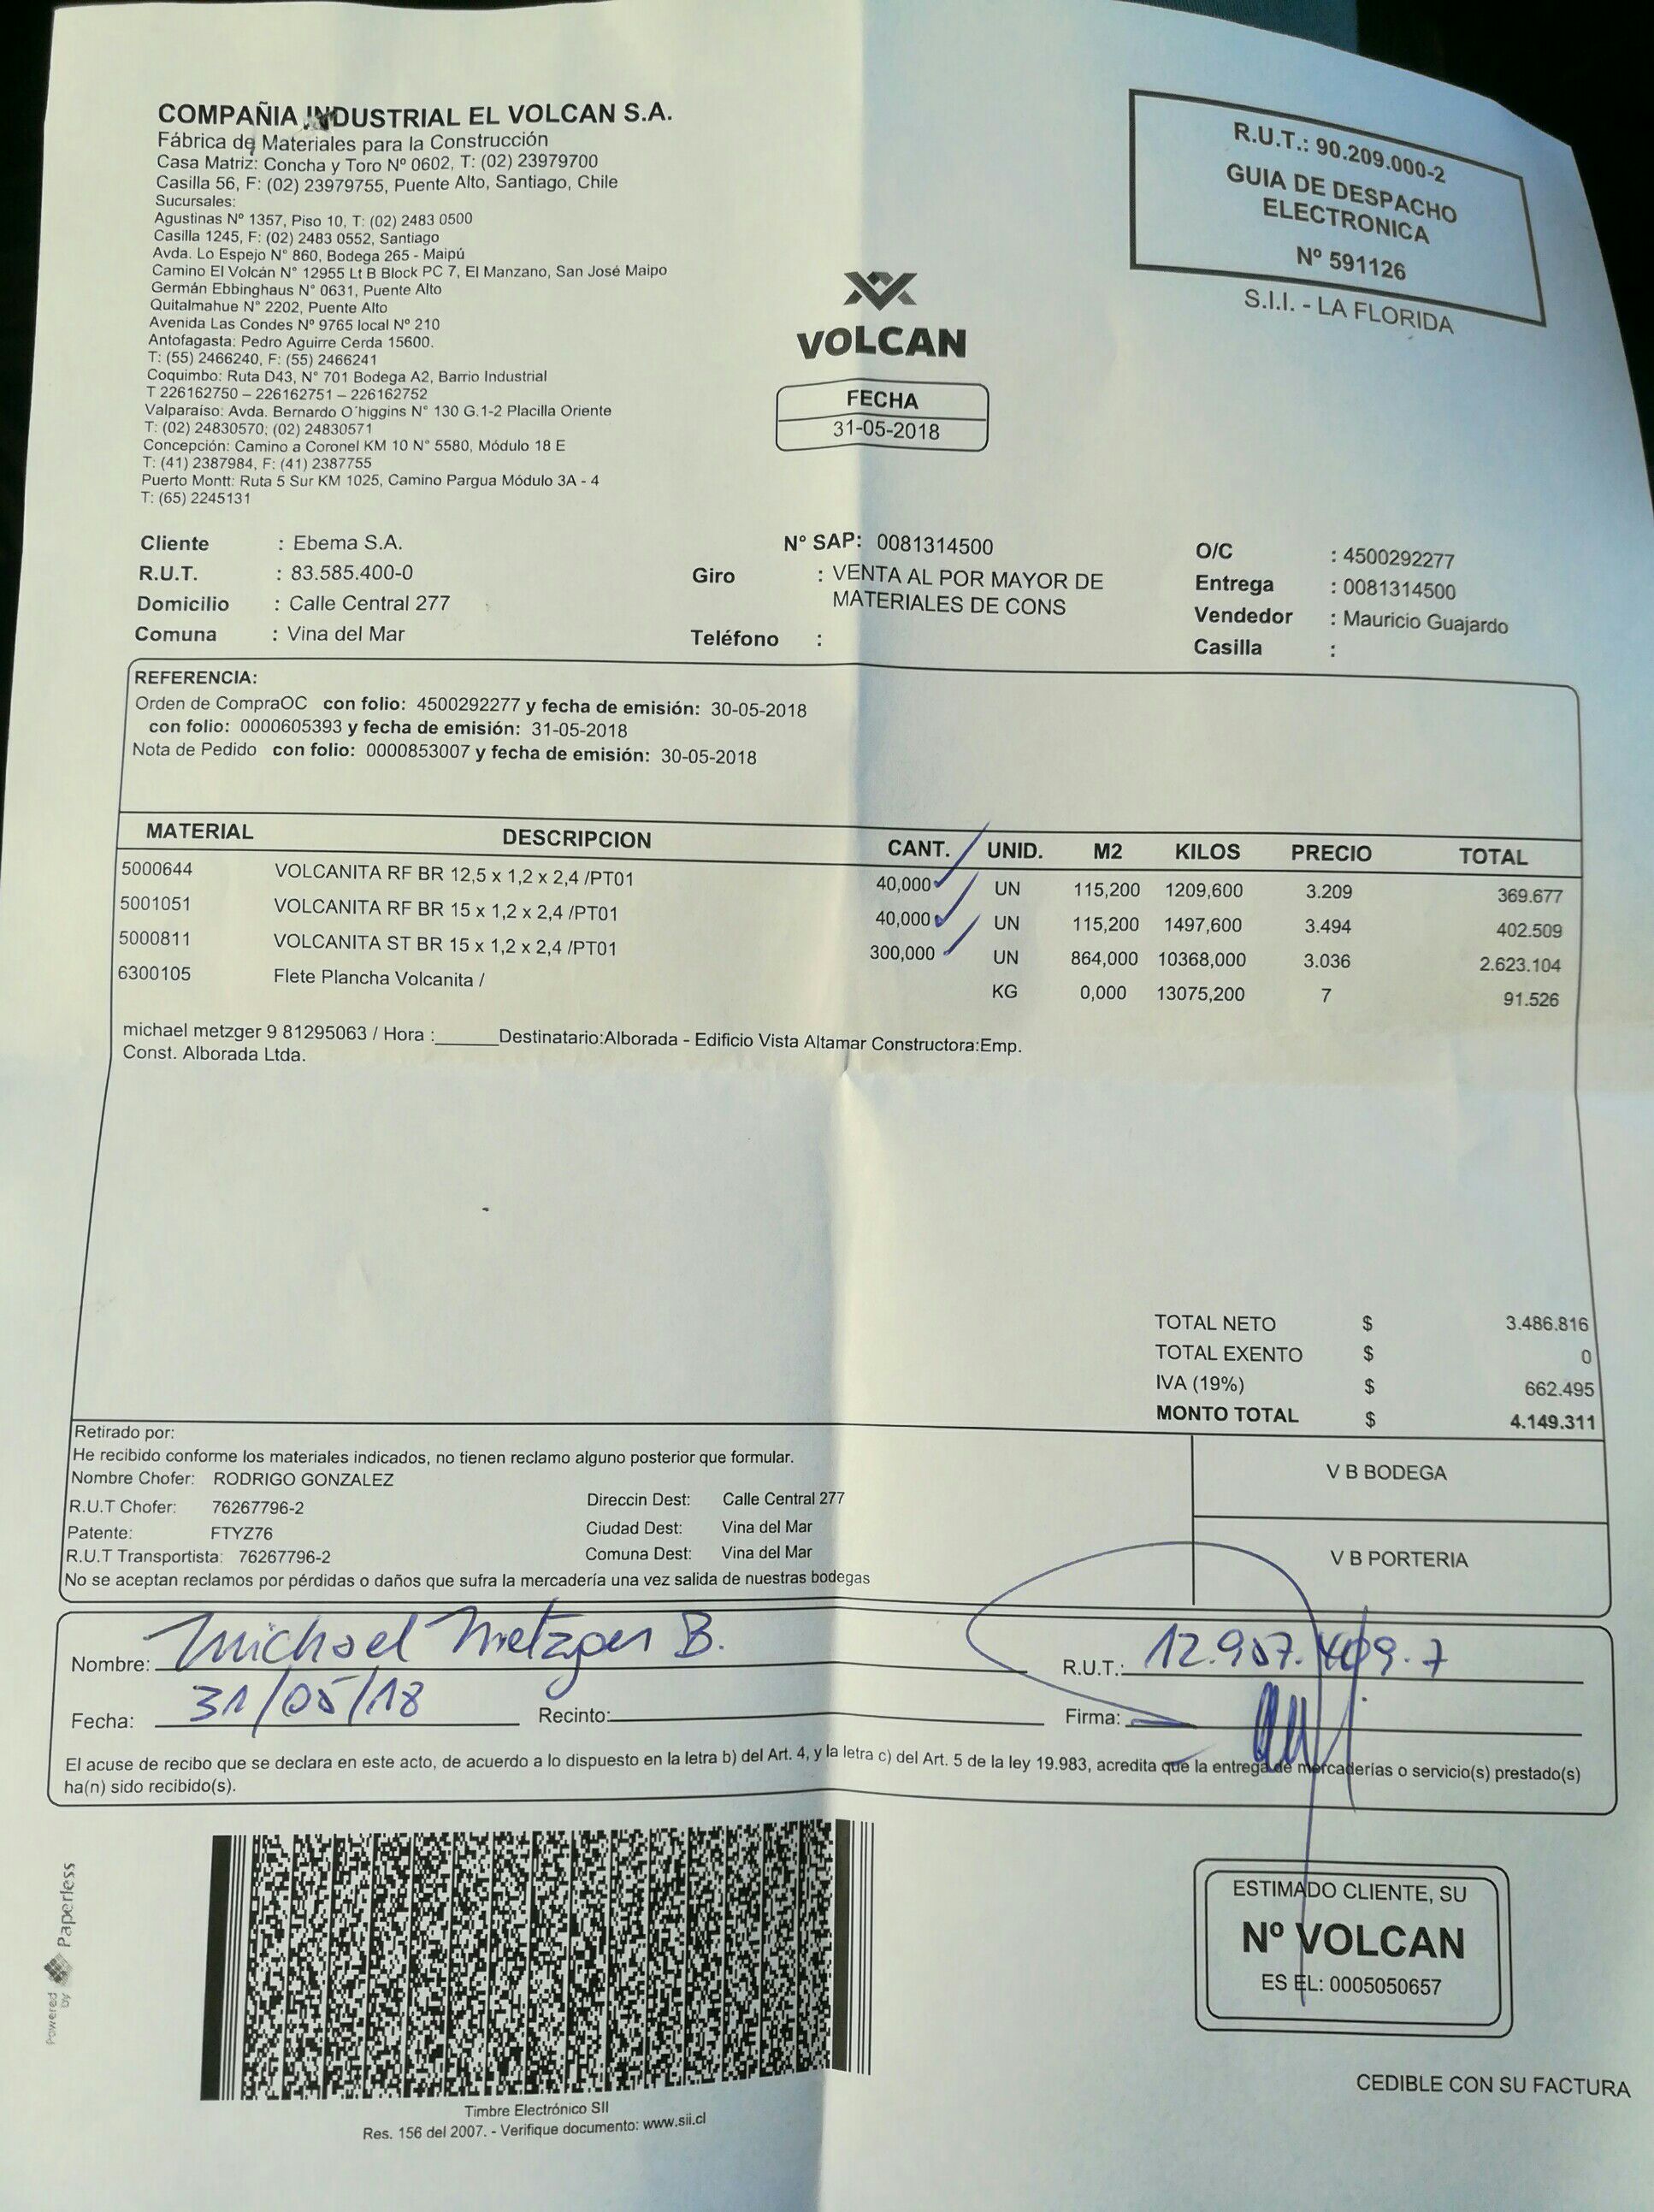 COMPAÑIA INDUSTRIAL EL VOLCAN S.A.
Fábrica de Materiales para la Construcción
Casa Matriz: Concha y Toro Nº 0602, T: (02) 23979700
Casilla 56, F: (02) 23979755, Puente Alto, Santiago, Chile
Sucursales:
Agustinas Nº 1357, Piso 10, T: (02) 2483 0500
Casilla 1245, F: (02) 2483 0552, Santiago
Avda. Lo Espejo N° 860, Bodega 265 - Maipú
Camino El Volcán N° 12955 Lt B Block PC 7, El Manzano, San José Maipo
Germán Ebbinghaus N° 0631, Puente Alto
Quitalmahue N° 2202, Puente Alto
Avenida Las Condes Nº 9765 local Nº 210
Antofagasta: Pedro Aguirre Cerda 15600.
T: (55) 2466240, F: (55) 2466241
Coquimbo: Ruta D43, N° 701 Bodega A2, Barrio Industrial
T 226162750 – 226162751 – 226162752
Valparaíso: Avda. Bernardo O´higgins N° 130 G.1-2 Placilla Oriente
T: (02) 24830570; (02) 24830571
Concepción: Camino a Coronel KM 10 N° 5580, Módulo 18 E
T: (41) 2387984, F: (41) 2387755
Puerto Montt: Ruta 5 Sur KM 1025, Camino Pargua Módulo 3A - 4
T: (65) 2245131
VOLCAN
FECHA
31-05-2018
R.U.T.: 90.209.000-2
GUIA DE DESPACHO
ELECTRONICA
Nº 591126
S.I.I. - LA FLORIDA
Cliente : Ebema S.A.
R.U.T. : 83.585.400-0
Domicilio : Calle Central 277
Comuna : Vina del Mar
Nº SAP: 0081314500
Giro : VENTA AL POR MAYOR DE
MATERIALES DE CONS
Teléfono :
O/C : 4500292277
Entrega : 0081314500
Vendedor : Mauricio Guajardo
Casilla :
REFERENCIA:
Orden de CompraOC con folio: 4500292277 y fecha de emisión: 30-05-2018
con folio: 0000605393 y fecha de emisión: 31-05-2018
Nota de Pedido con folio: 0000853007 y fecha de emisión: 30-05-2018
MATERIAL DESCRIPCION CANT. UNID. M2 KILOS PRECIO TOTAL
5000644 VOLCANITA RF BR 12,5 x 1,2 x 2,4 /PT01 40,000 UN 115,200 1209,600 3.209 369.677
5001051 VOLCANITA RF BR 15 x 1,2 x 2,4 /PT01 40,000 UN 115,200 1497,600 3.494 402.509
5000811 VOLCANITA ST BR 15 x 1,2 x 2,4 /PT01 300,000 UN 864,000 10368,000 3.036 2.623.104
6300105 Flete Plancha Volcanita / KG 0,000 13075,200 7 91.526
michael metzger 9 81295063 / Hora :______Destinatario:Alborada - Edificio Vista Altamar Constructora:Emp.
Const. Alborada Ltda.
TOTAL NETO $ 3.486.816
TOTAL EXENTO $ 0
IVA (19%) $ 662.495
MONTO TOTAL $ 4.149.311
Retirado por:
He recibido conforme los materiales indicados, no tienen reclamo alguno posterior que formular.
Nombre Chofer: RODRIGO GONZALEZ
R.U.T Chofer: 76267796-2 Direccin Dest: Calle Central 277
Patente: FTYZ76 Ciudad Dest: Vina del Mar
R.U.T Transportista: 76267796-2 Comuna Dest: Vina del Mar
No se aceptan reclamos por pérdidas o daños que sufra la mercadería una vez salida de nuestras bodegas
V B BODEGA
V B PORTERIA
Nombre: Michael Metzger B. R.U.T.: 12.907.409.7
Fecha: 31/05/18 Recinto: Firma:
El acuse de recibo que se declara en este acto, de acuerdo a lo dispuesto en la letra b) del Art. 4, y la letra c) del Art. 5 de la ley 19.983, acredita que la entrega de mercaderías o servicio(s) prestado(s)
ha(n) sido recibido(s).
Powered by Paperless
Timbre Electrónico SII
Res. 156 del 2007. - Verifique documento: www.sii.cl
ESTIMADO CLIENTE, SU
Nº VOLCAN
ES EL: 0005050657
CEDIBLE CON SU FACTURA